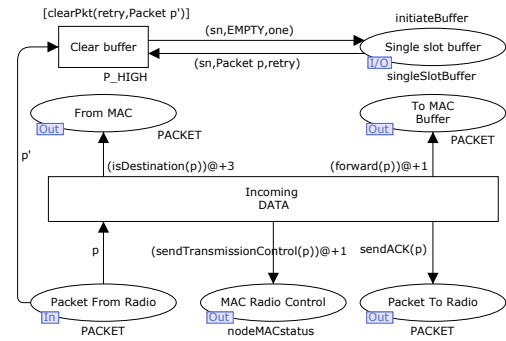 [clearPkt(retry,Packet p')]
initiateBuffer
(sn,EMPTY,one)
Clear buffer
Single slot buffer
I/O
(sn,Packet p,retry)
P_HIGH
singleSlotBuffer
From MAC
Out
PACKET
To MAC
Buffer
Out
PACKET
p'
(isDestination(p))@+3
(forward(p))@+1
Incoming
DATA
p
(sendTransmissionControl(p))@+1
sendACK(p)
Packet From Radio
In
PACKET
MAC Radio Control
Out
nodeMACstatus
Packet To Radio
Out
PACKET